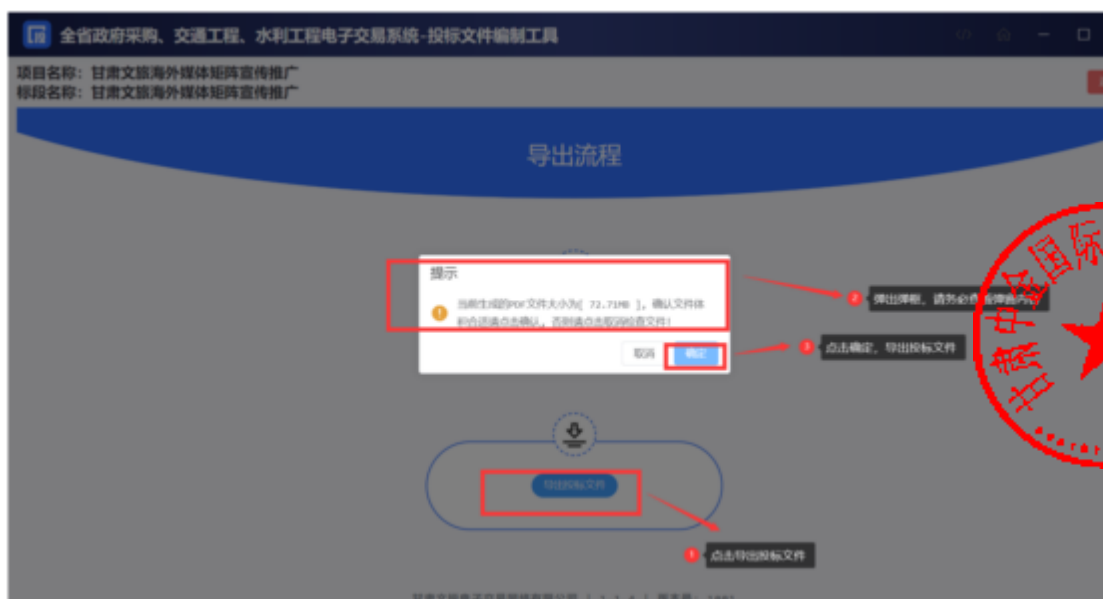 全省政府采购、交通工程、水利工程电子交易系统-投标文件编制工具
项目名称：甘肃文旅海外媒体矩阵宣传推广
标段名称：甘肃文旅海外媒体矩阵宣传推广
导出流程
提示
当前生成的PDF文件大小为[ 72.71MB ]，确认文件体
积合适请点击确认，否则请点击取消检查文件！
取消 确定
2 弹出弹框，请务必查看弹窗内容
3 点击确定，导出投标文件
甘肃中金国际
导出投标文件
1 点击导出投标文件